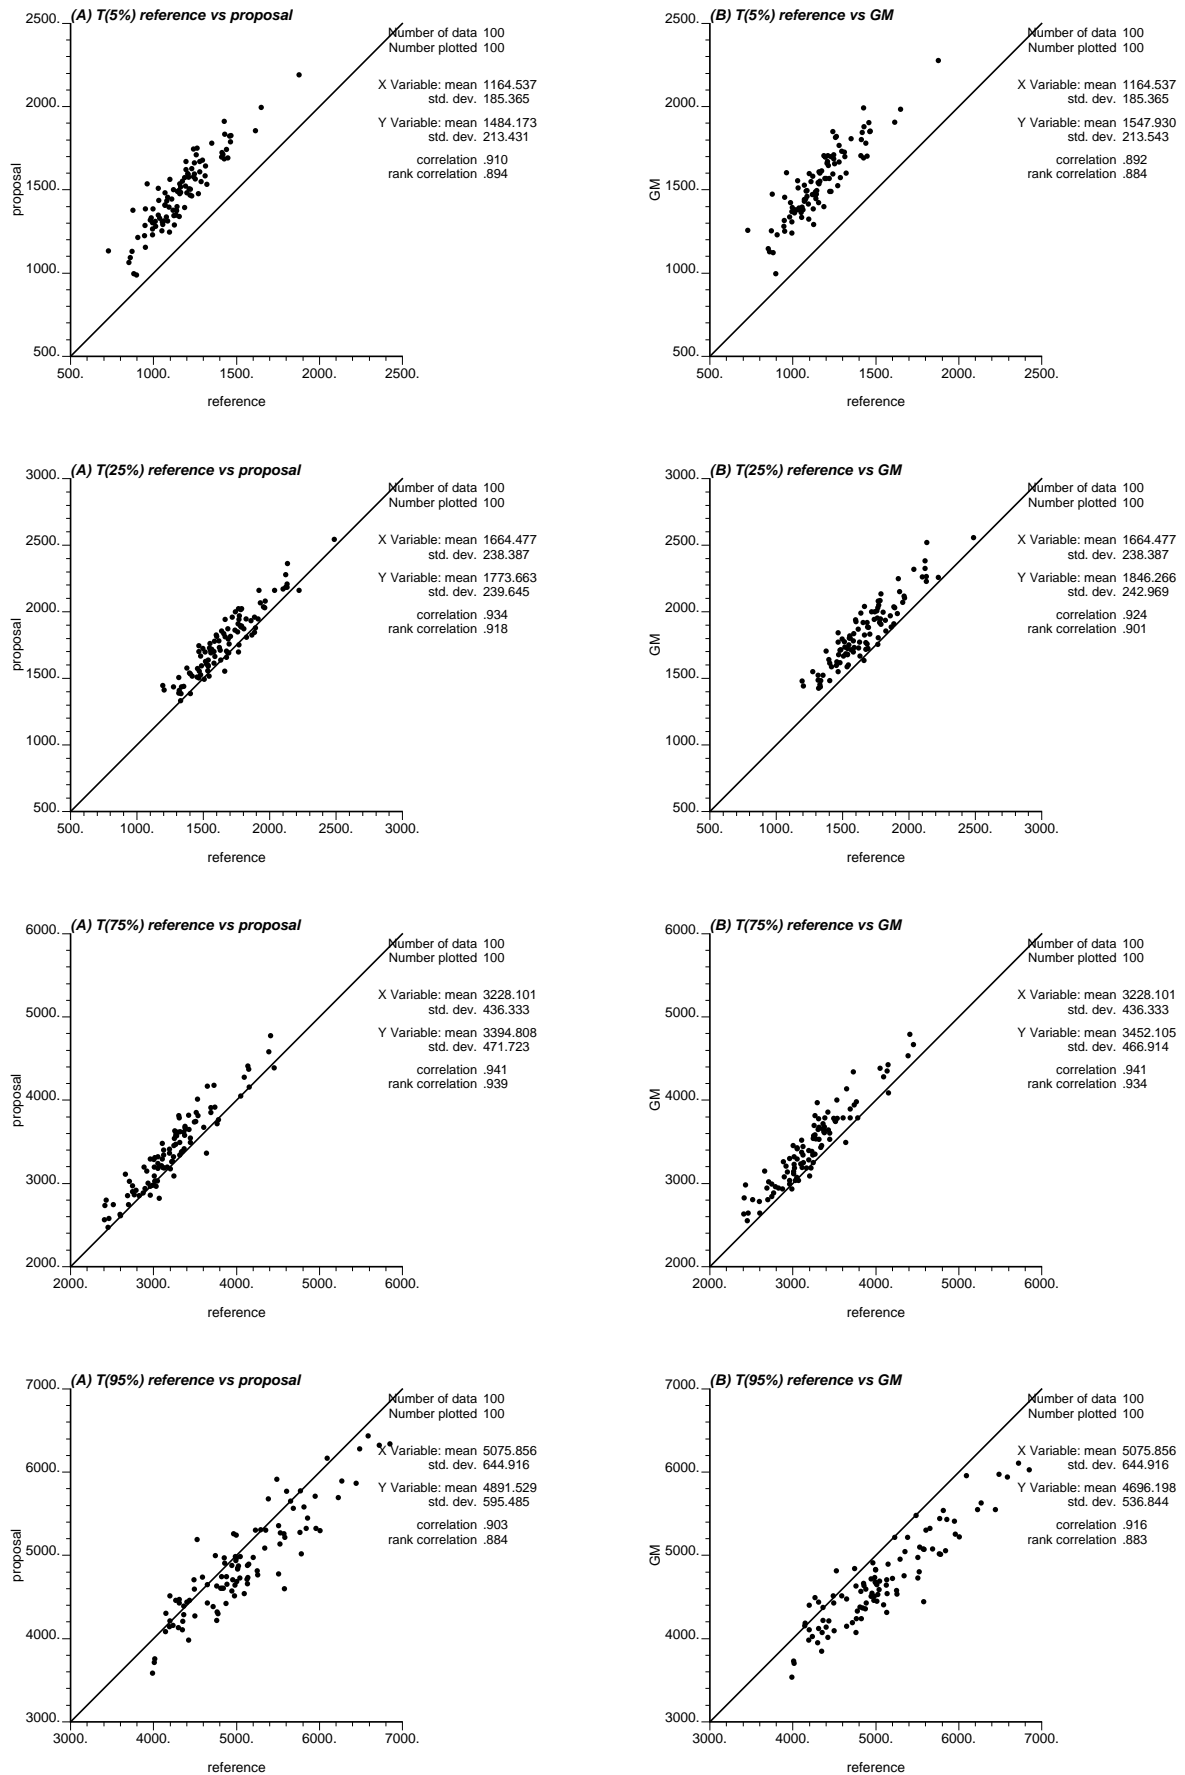 (A) T(5%) reference vs proposal
Number of data 100
Number plotted 100
X Variable: mean 1164.537
std. dev. 185.365
Y Variable: mean 1484.173
std. dev. 213.431
correlation .910
rank correlation .894
2500.
2000.
1500.
1000.
500.
proposal
500. 1000. 1500. 2000. 2500.
reference
(B) T(5%) reference vs GM
Number of data 100
Number plotted 100
X Variable: mean 1164.537
std. dev. 185.365
Y Variable: mean 1547.930
std. dev. 213.543
correlation .892
rank correlation .884
2500.
2000.
1500.
1000.
500.
GM
500. 1000. 1500. 2000. 2500.
reference
(A) T(25%) reference vs proposal
Number of data 100
Number plotted 100
X Variable: mean 1664.477
std. dev. 238.387
Y Variable: mean 1773.663
std. dev. 239.645
correlation .934
rank correlation .918
3000.
2500.
2000.
1500.
1000.
500.
proposal
500. 1000. 1500. 2000. 2500. 3000.
reference
(B) T(25%) reference vs GM
Number of data 100
Number plotted 100
X Variable: mean 1664.477
std. dev. 238.387
Y Variable: mean 1846.266
std. dev. 242.969
correlation .924
rank correlation .901
3000.
2500.
2000.
1500.
1000.
500.
GM
500. 1000. 1500. 2000. 2500. 3000.
reference
(A) T(75%) reference vs proposal
Number of data 100
Number plotted 100
X Variable: mean 3228.101
std. dev. 436.333
Y Variable: mean 3394.808
std. dev. 471.723
correlation .941
rank correlation .939
6000.
5000.
4000.
3000.
2000.
proposal
2000. 3000. 4000. 5000. 6000.
reference
(B) T(75%) reference vs GM
Number of data 100
Number plotted 100
X Variable: mean 3228.101
std. dev. 436.333
Y Variable: mean 3452.105
std. dev. 466.914
correlation .941
rank correlation .934
6000.
5000.
4000.
3000.
2000.
GM
2000. 3000. 4000. 5000. 6000.
reference
(A) T(95%) reference vs proposal
Number of data 100
Number plotted 100
X Variable: mean 5075.856
std. dev. 644.916
Y Variable: mean 4891.529
std. dev. 595.485
correlation .903
rank correlation .884
7000.
6000.
5000.
4000.
3000.
proposal
3000. 4000. 5000. 6000. 7000.
reference
(B) T(95%) reference vs GM
Number of data 100
Number plotted 100
X Variable: mean 5075.856
std. dev. 644.916
Y Variable: mean 4696.198
std. dev. 536.844
correlation .916
rank correlation .883
7000.
6000.
5000.
4000.
3000.
GM
3000. 4000. 5000. 6000. 7000.
reference